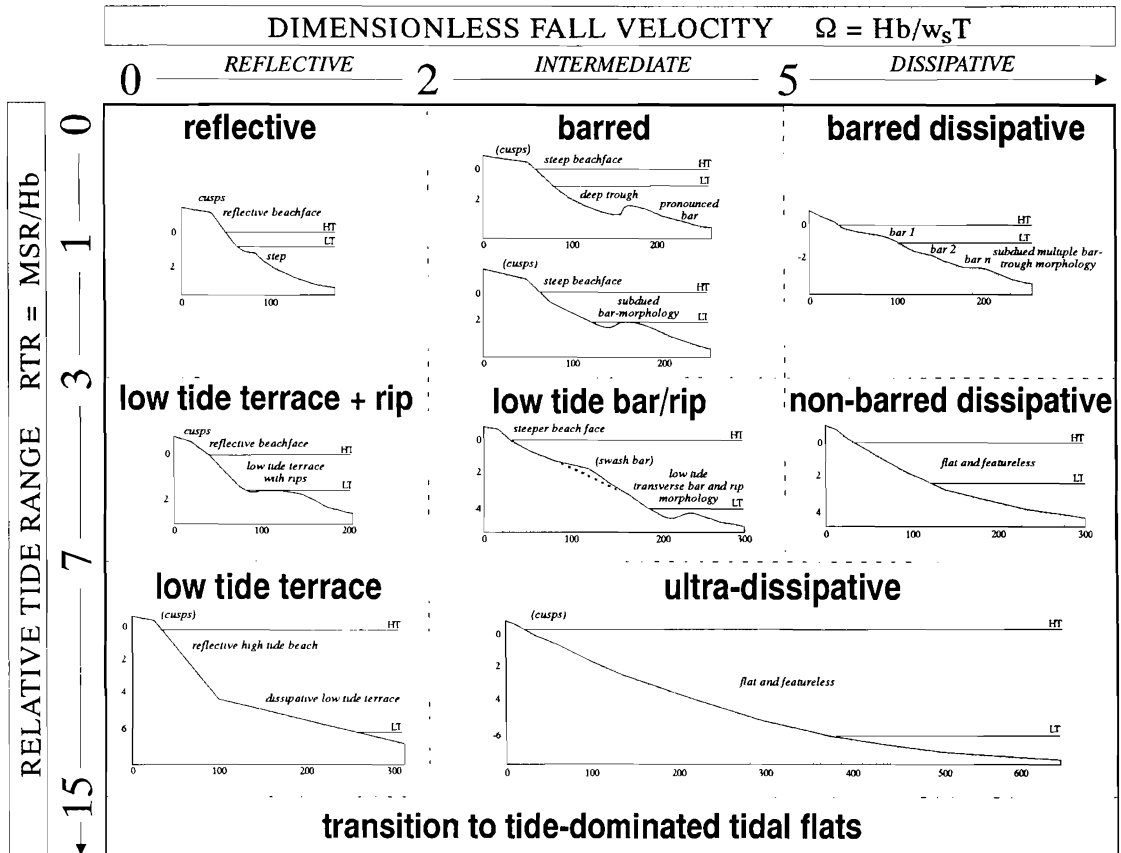 DIMENSIONLESS FALL VELOCITY Ω = Hb/wsT
0 REFLECTIVE 2 INTERMEDIATE 5 DISSIPATIVE
RELATIVE TIDE RANGE RTR = MSR/Hb
0
1
3
7
15
reflective
cusps
reflective beachface
HT
LT
step
0
2
0 100
barred
(cusps)
steep beachface
HT
LT
deep trough
pronounced
bar
0
2
0 100 200
(cusps)
steep beachface
HT
subdued
bar-morphology
LT
0
2
0 100 200
barred dissipative
HT
bar 1
LT
bar 2
bar n
subdued multiple bar-
trough morphology
0
-2
0 100 200
low tide terrace + rip
cusps
reflective beachface
HT
low tide terrace
with rips
LT
0
2
0 100 200
low tide bar/rip
steeper beach face
HT
(swash bar)
low tide
transverse bar and rip
morphology
LT
0
2
4
0 100 200 300
non-barred dissipative
HT
flat and featureless
LT
0
2
4
0 100 200 300
low tide terrace
(cusps)
HT
reflective high tide beach
dissipative low tide terrace
LT
0
2
4
6
0 100 200 300
ultra-dissipative
(cusps)
HT
flat and featureless
LT
0
2
4
-6
0 100 200 300 400 500 600
transition to tide-dominated tidal flats